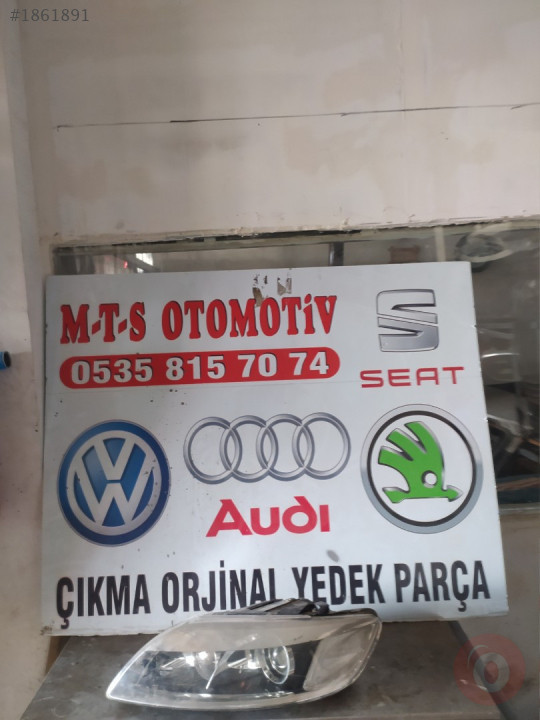 #1861891
M-T-S OTOMOTİV
0535 815 70 74
SEAT
Audi
ÇIKMA ORJİNAL YEDEK PARÇA